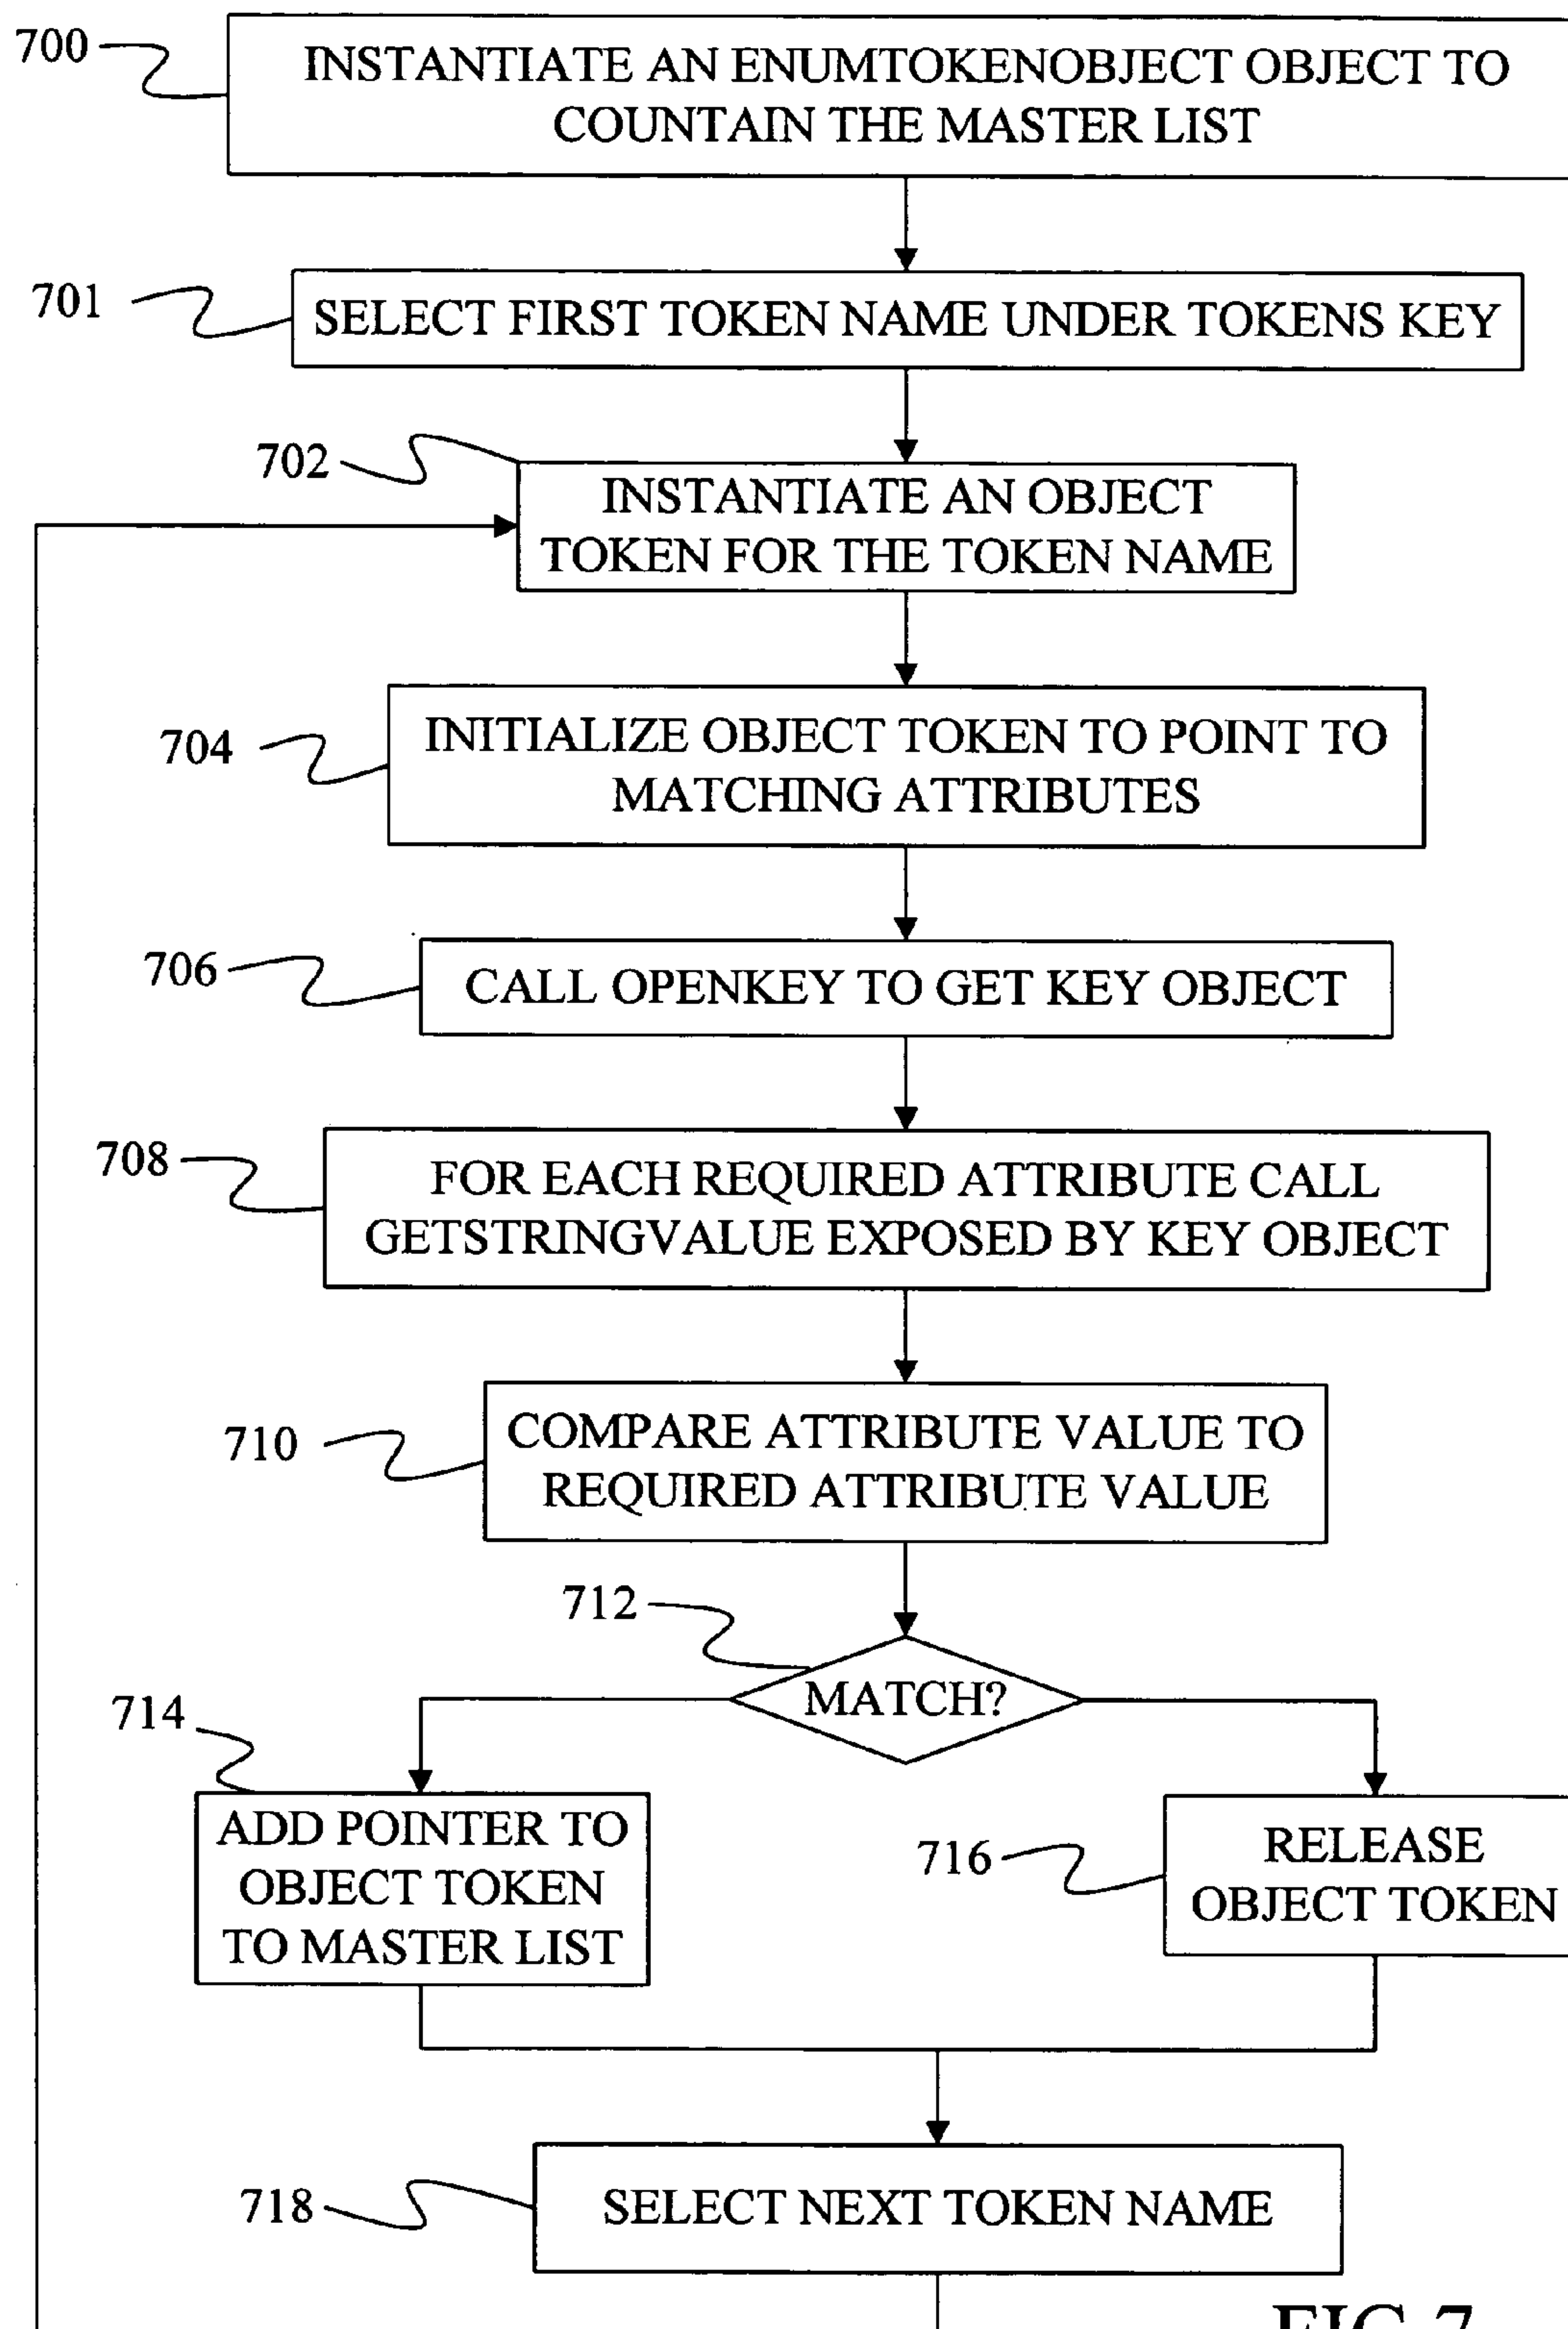 700
INSTANTIATE AN ENUMTOKENOBJECT OBJECT TO
COUNTAIN THE MASTER LIST
701
SELECT FIRST TOKEN NAME UNDER TOKENS KEY
702
INSTANTIATE AN OBJECT
TOKEN FOR THE TOKEN NAME
704
INITIALIZE OBJECT TOKEN TO POINT TO
MATCHING ATTRIBUTES
706
CALL OPENKEY TO GET KEY OBJECT
708
FOR EACH REQUIRED ATTRIBUTE CALL
GETSTRINGVALUE EXPOSED BY KEY OBJECT
710
COMPARE ATTRIBUTE VALUE TO
REQUIRED ATTRIBUTE VALUE
712
MATCH?
714
ADD POINTER TO
OBJECT TOKEN
TO MASTER LIST
716
RELEASE
OBJECT TOKEN
718
SELECT NEXT TOKEN NAME
FIG.7